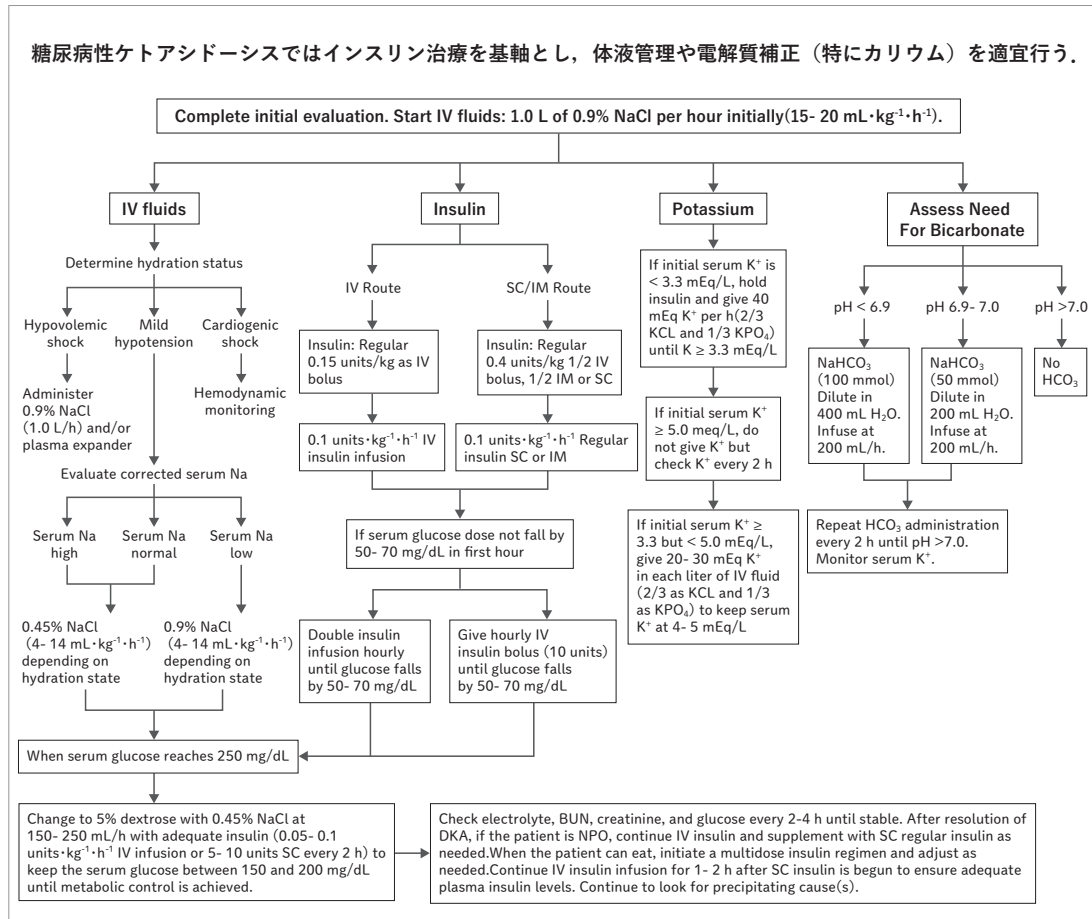 糖尿病性ケトアシドーシスではインスリン治療を基軸とし，体液管理や電解質補正（特にカリウム）を適宜行う．
Complete initial evaluation. Start IV fluids: 1.0 L of 0.9% NaCl per hour initially(15- 20 mL･kg⁻¹･h⁻¹).
IV fluids
Determine hydration status
Hypovolemic
shock
Mild
hypotension
Cardiogenic
shock
Administer
0.9% NaCl
(1.0 L/h) and/or
plasma expander
Hemodynamic
monitoring
Evaluate corrected serum Na
Serum Na
high
Serum Na
normal
Serum Na
low
0.45% NaCl
(4- 14 mL･kg⁻¹･h⁻¹)
depending on
hydration state
0.9% NaCl
(4- 14 mL･kg⁻¹･h⁻¹)
depending on
hydration state
When serum glucose reaches 250 mg/dL
Insulin
IV Route
SC/IM Route
Insulin: Regular
0.15 units/kg as IV
bolus
Insulin: Regular
0.4 units/kg 1/2 IV
bolus, 1/2 IM or SC
0.1 units･kg⁻¹･h⁻¹ IV
insulin infusion
0.1 units･kg⁻¹･h⁻¹ Regular
insulin SC or IM
If serum glucose dose not fall by
50- 70 mg/dL in first hour
Double insulin
infusion hourly
until glucose falls
by 50- 70 mg/dL
Give hourly IV
insulin bolus (10 units)
until glucose falls
by 50- 70 mg/dL
Potassium
If initial serum K⁺ is
< 3.3 mEq/L, hold
insulin and give 40
mEq K⁺ per h(2/3
KCL and 1/3 KPO₄)
until K ≥ 3.3 mEq/L
If initial serum K⁺
≥ 5.0 meq/L, do
not give K⁺ but
check K⁺ every 2 h
If initial serum K⁺ ≥
3.3 but < 5.0 mEq/L,
give 20- 30 mEq K⁺
in each liter of IV fluid
(2/3 as KCL and 1/3
as KPO₄) to keep serum
K⁺ at 4- 5 mEq/L
Assess Need
For Bicarbonate
pH < 6.9
pH 6.9- 7.0
pH >7.0
NaHCO₃
(100 mmol)
Dilute in
400 mL H₂O.
Infuse at
200 mL/h.
NaHCO₃
(50 mmol)
Dilute in
200 mL H₂O.
Infuse at
200 mL/h.
No
HCO₃
Repeat HCO₃ administration
every 2 h until pH >7.0.
Monitor serum K⁺.
Change to 5% dextrose with 0.45% NaCl at
150- 250 mL/h with adequate insulin (0.05- 0.1
units･kg⁻¹･h⁻¹ IV infusion or 5- 10 units SC every 2 h) to
keep the serum glucose between 150 and 200 mg/dL
until metabolic control is achieved.
Check electrolyte, BUN, creatinine, and glucose every 2-4 h until stable. After resolution of
DKA, if the patient is NPO, continue IV insulin and supplement with SC regular insulin as
needed.When the patient can eat, initiate a multidose insulin regimen and adjust as
needed.Continue IV insulin infusion for 1- 2 h after SC insulin is begun to ensure adequate
plasma insulin levels. Continue to look for precipitating cause(s).